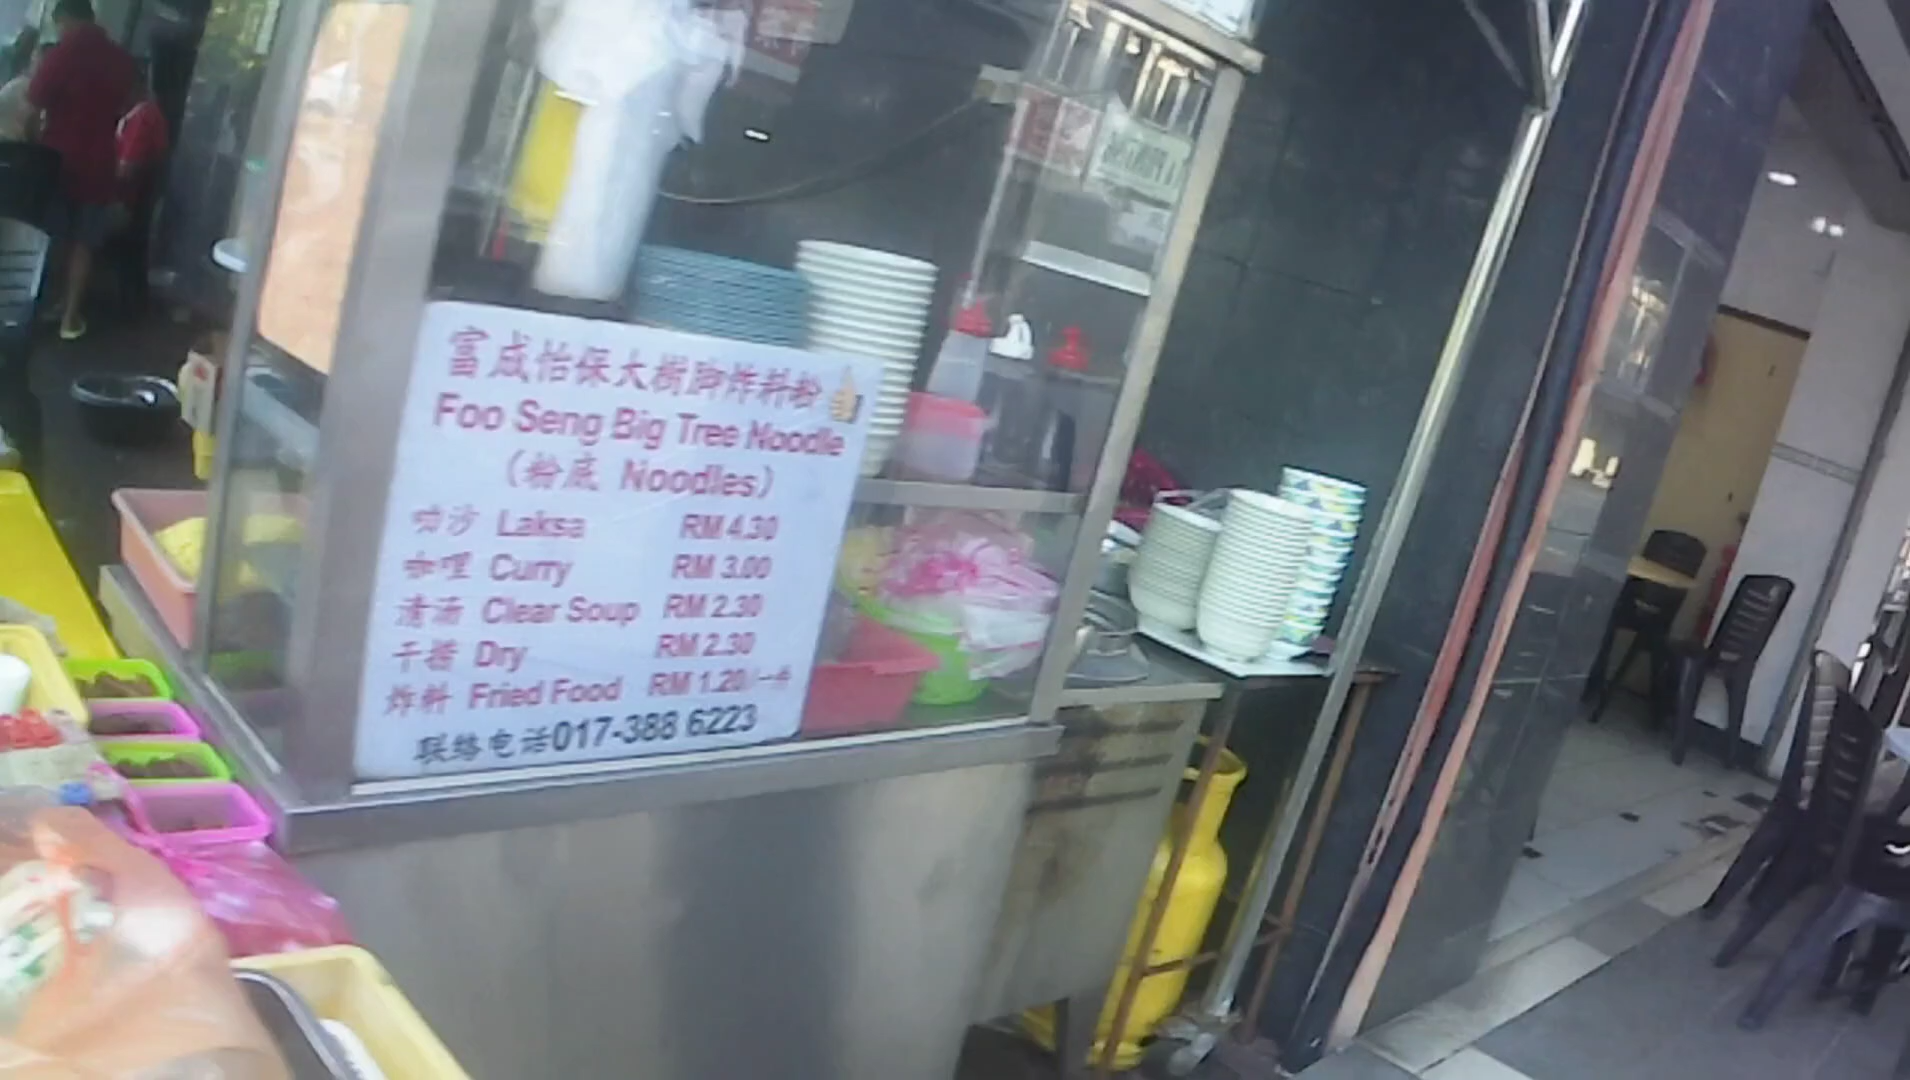 富成怡保大樹脚炸料粉
Foo Seng Big Tree Noodle
(粉底 Noodles)
叻沙 Laksa RM 4.30
咖哩 Curry RM 3.00
清汤 Clear Soup RM 2.30
干捞 Dry RM 2.30
炸料 Fried Food RM 1.20/一件
联络电话017-388 6223